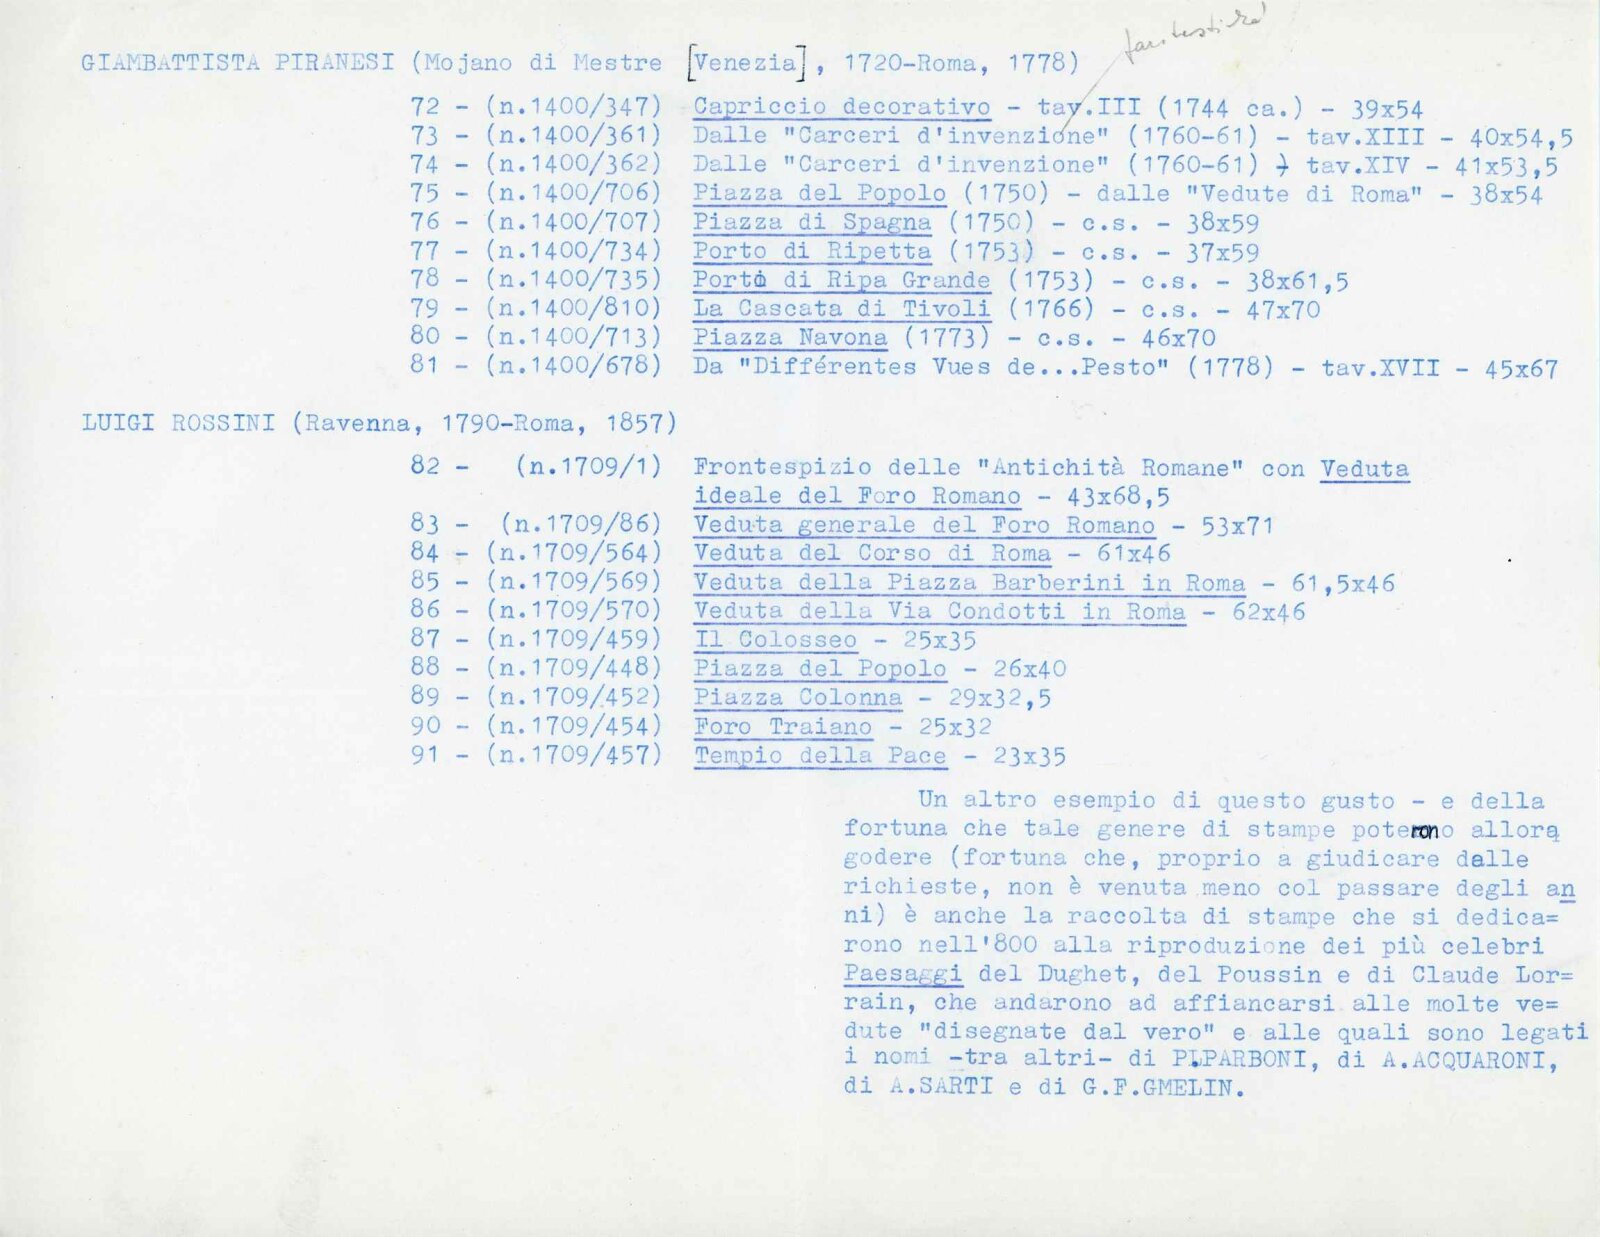 GIAMBATTISTA PIRANESI (Mojano di Mestre [Venezia], 1720-Roma, 1778)
72 - (n.1400/347) Capriccio decorativo - tav.III (1744 ca.) - 39x54
73 - (n.1400/361) Dalle "Carceri d'invenzione" (1760-61) - tav.XIII - 40x54,5
74 - (n.1400/362) Dalle "Carceri d'invenzione" (1760-61) - tav.XIV - 41x53,5
75 - (n.1400/706) Piazza del Popolo (1750) - dalle "Vedute di Roma" - 38x54
76 - (n.1400/707) Piazza di Spagna (1750) - c.s. - 38x59
77 - (n.1400/734) Porto di Ripetta (1753) - c.s. - 37x59
78 - (n.1400/735) Porto di Ripa Grande (1753) - c.s. - 38x61,5
79 - (n.1400/810) La Cascata di Tivoli (1766) - c.s. - 47x70
80 - (n.1400/713) Piazza Navona (1773) - c.s. - 46x70
81 - (n.1400/678) Da "Différentes Vues de...Pesto" (1778) - tav.XVII - 45x67
LUIGI ROSSINI (Ravenna, 1790-Roma, 1857)
82 - (n.1709/1) Frontespizio delle "Antichità Romane" con Veduta
ideale del Foro Romano - 43x68,5
83 - (n.1709/86) Veduta generale del Foro Romano - 53x71
84 - (n.1709/564) Veduta del Corso di Roma - 61x46
85 - (n.1709/569) Veduta della Piazza Barberini in Roma - 61,5x46
86 - (n.1709/570) Veduta della Via Condotti in Roma - 62x46
87 - (n.1709/459) Il Colosseo - 25x35
88 - (n.1709/448) Piazza del Popolo - 26x40
89 - (n.1709/452) Piazza Colonna - 29x32,5
90 - (n.1709/454) Foro Traiano - 25x32
91 - (n.1709/457) Tempio della Pace - 23x35
Un altro esempio di questo gusto - e della
fortuna che tale genere di stampe poterono allora
godere (fortuna che, proprio a giudicare dalle
richieste, non è venuta meno col passare degli an
ni) è anche la raccolta di stampe che si dedica=
rono nell'800 alla riproduzione dei più celebri
Paesaggi del Dughet, del Poussin e di Claude Lor=
rain, che andarono ad affiancarsi alle molte ve=
dute "disegnate dal vero" e alle quali sono legati
i nomi -tra altri- di P.PARBONI, di A.ACQUARONI,
di A.SARTI e di G.F.GMELIN.